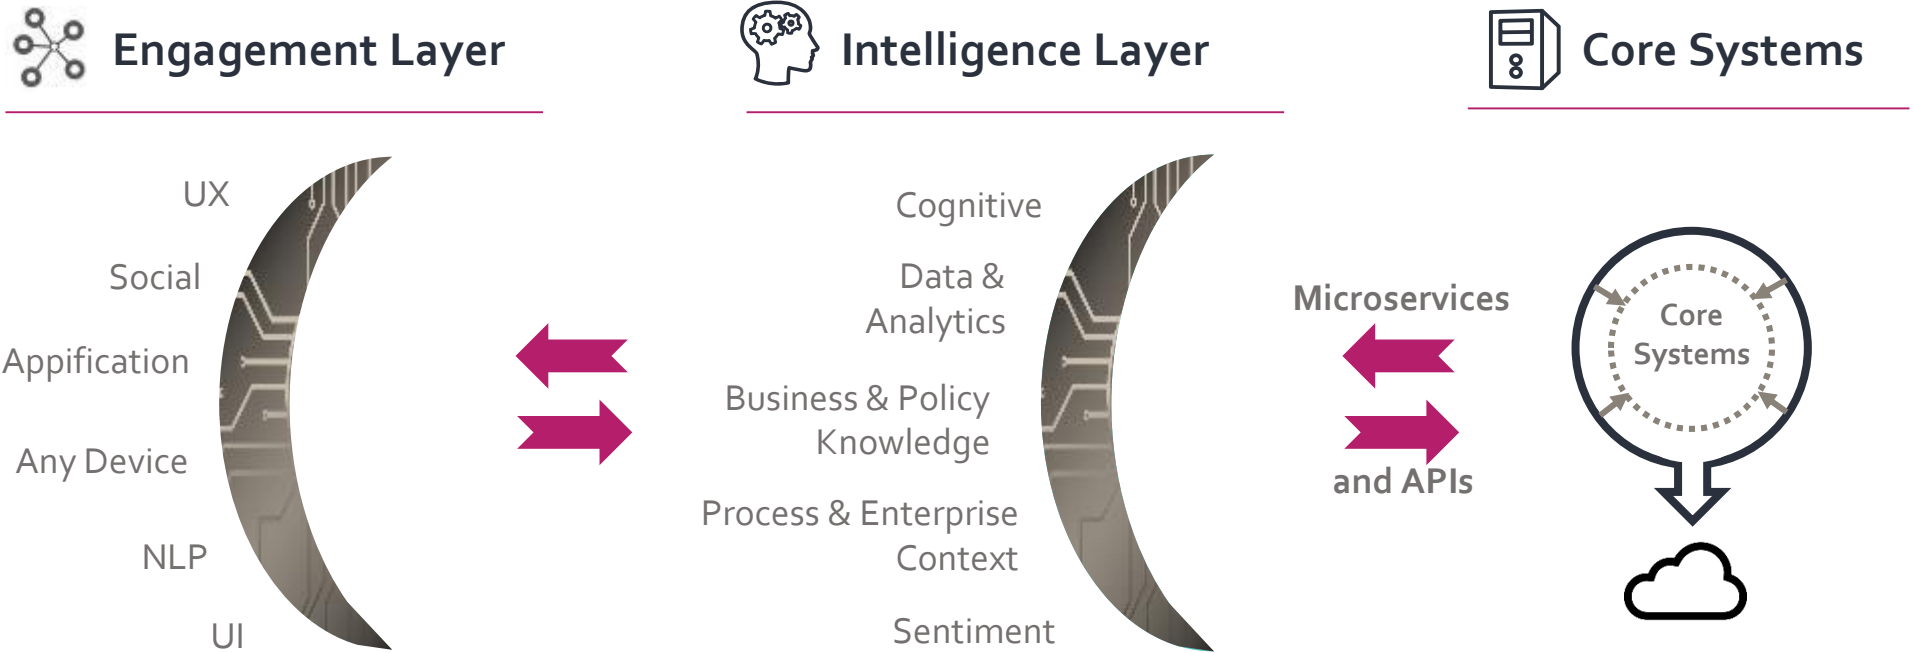 Engagement Layer
Intelligence Layer
Core Systems
UX
Social
Appification
Any Device
NLP
UI
Cognitive
Data &
Analytics
Business & Policy
Knowledge
Process & Enterprise
Context
Sentiment
Microservices
and APIs
Core
Systems